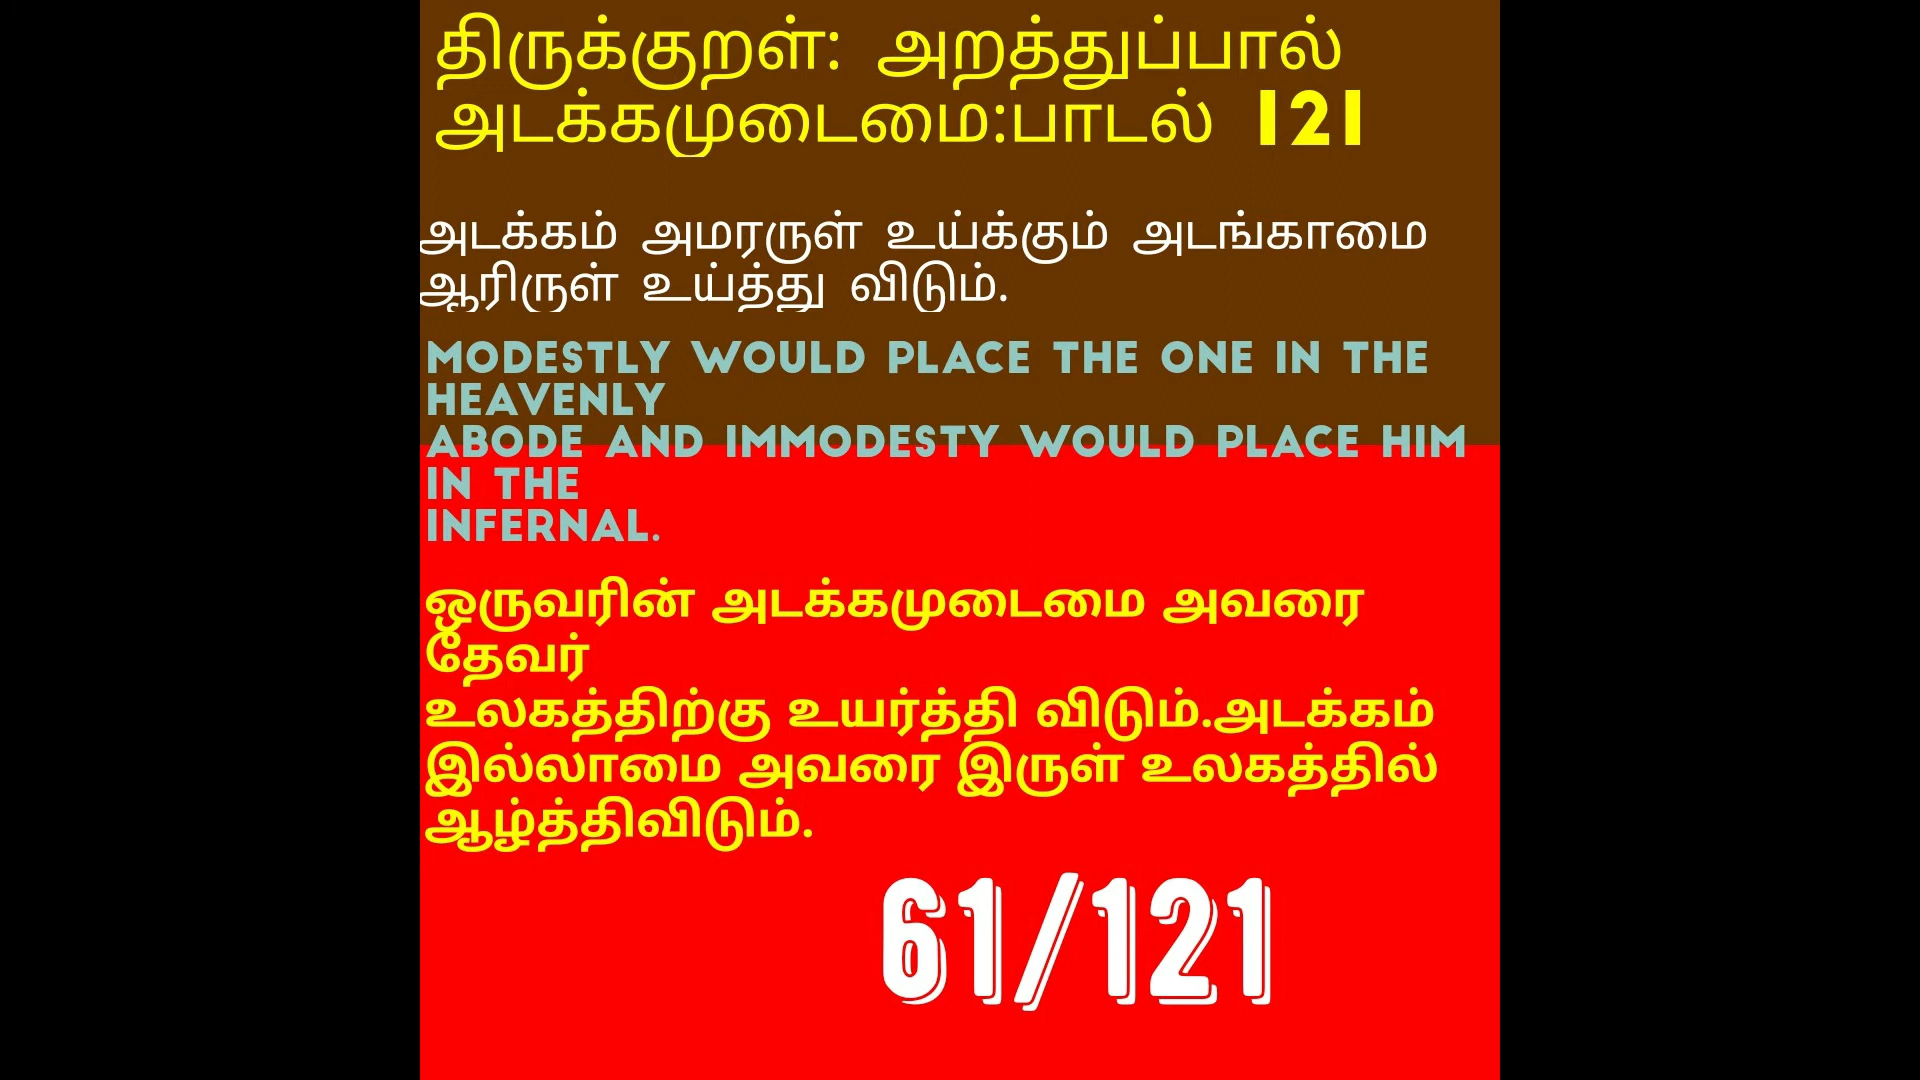 திருக்குறள்: அறத்துப்பால்
அடக்கமுடைமை:பாடல் 121
அடக்கம் அமரருள் உய்க்கும் அடங்காமை
ஆரிருள் உய்த்து விடும்.
MODESTLY WOULD PLACE THE ONE IN THE
HEAVENLY
ABODE AND IMMODESTY WOULD PLACE HIM
IN THE
INFERNAL.
ஒருவரின் அடக்கமுடைமை அவரை
தேவர்
உலகத்திற்கு உயர்த்தி விடும்.அடக்கம்
இல்லாமை அவரை இருள் உலகத்தில்
ஆழ்த்திவிடும்.
61/121